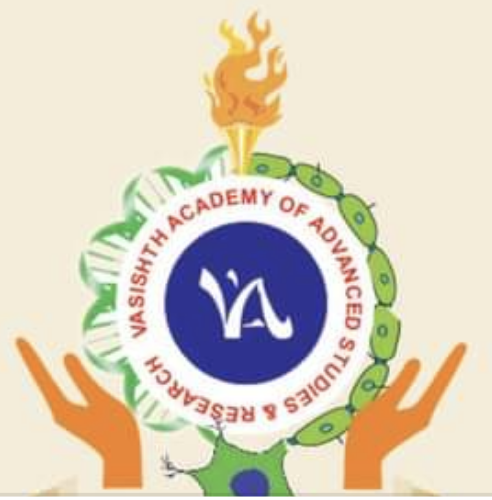 VASISHTH ACADEMY OF ADVANCED STUDIES & RESEARCH
VA